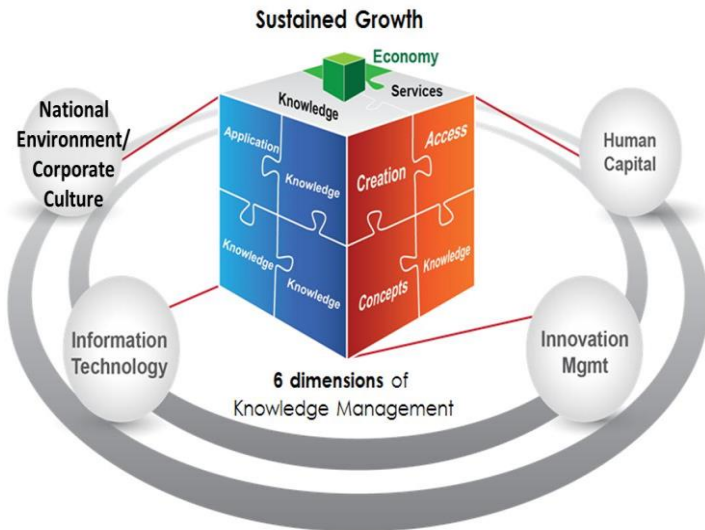 Sustained Growth
Economy
Services
Knowledge
National
Environment/
Corporate
Culture
Human
Capital
Application
Knowledge
Knowledge
Knowledge
Creation
Access
Concepts
Knowledge
Information
Technology
Innovation
Mgmt
6 dimensions of
Knowledge Management